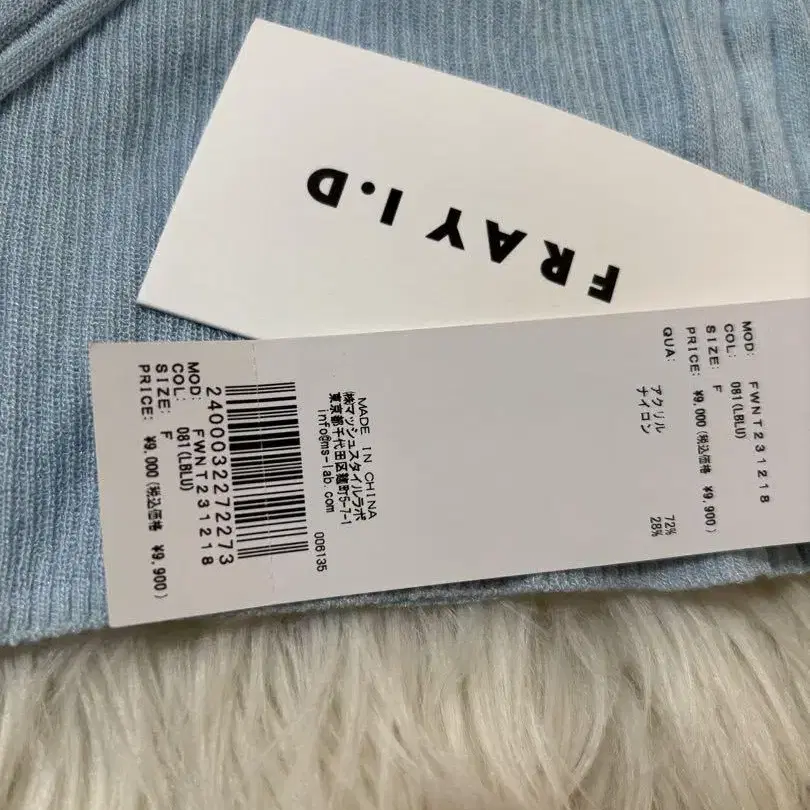 FRAY I.D
MOD: FWNT231218
COL: 081(LBLU)
SIZE: F
PRICE: ¥9,000(税込価格 ¥9,900)
QUA: アクリル 72%
ナイロン 28%
MADE IN CHINA
㈱マッシュスタイルラボ
東京都千代田区麹町5-7-1
info@ms-lab.com
006135
2400032272273
MOD: FWNT231218
COL: 081(LBLU)
SIZE: F
PRICE: ¥9,000(税込価格 ¥9,900)